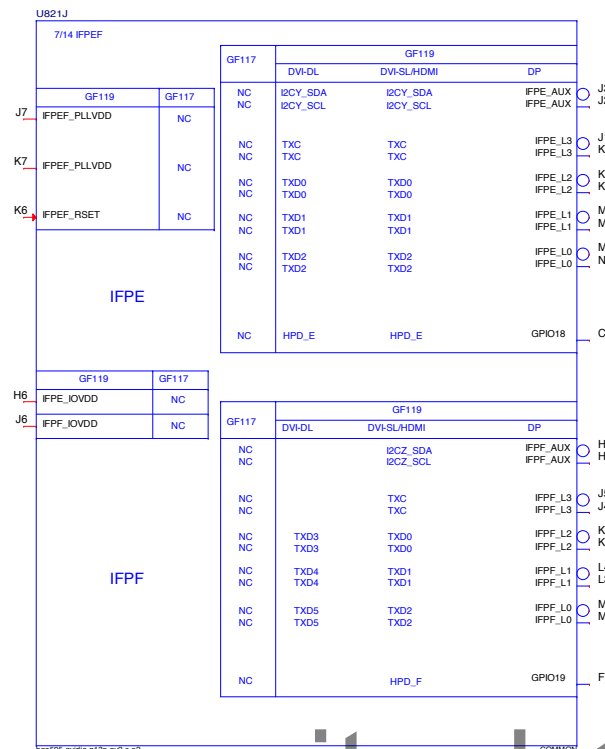 U821J
7/14 IFPEF
GF117 GF119
DVI-DL DVI-SL/HDMI DP
NC I2CY_SDA I2CY_SDA IFPE_AUX
NC I2CY_SCL I2CY_SCL IFPE_AUX
GF119 GF117
J7 IFPEF_PLLVDD NC
K7 IFPEF_PLLVDD NC
K6 IFPEF_RSET NC
NC TXC TXC IFPE_L3
NC TXC TXC IFPE_L3
NC TXD0 TXD0 IFPE_L2
NC TXD0 TXD0 IFPE_L2
NC TXD1 TXD1 IFPE_L1
NC TXD1 TXD1 IFPE_L1
NC TXD2 TXD2 IFPE_L0
NC TXD2 TXD2 IFPE_L0
IFPE
NC HPD_E HPD_E GPIO18
GF119 GF117
H6 IFPE_IOVDD NC
J6 IFPF_IOVDD NC
GF117 GF119
DVI-DL DVI-SL/HDMI DP
NC I2CZ_SDA IFPF_AUX
NC I2CZ_SCL IFPF_AUX
NC TXC IFPF_L3
NC TXC IFPF_L3
NC TXD3 TXD0 IFPF_L2
NC TXD3 TXD0 IFPF_L2
NC TXD4 TXD1 IFPF_L1
NC TXD4 TXD1 IFPF_L1
NC TXD5 TXD2 IFPF_L0
NC TXD5 TXD2 IFPF_L0
IFPF
NC HPD_F GPIO19
COMMON